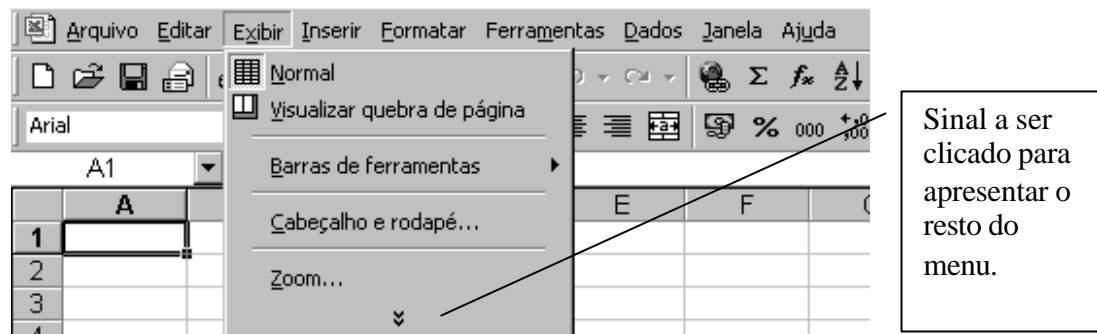 Arquivo Editar Exibir Inserir Formatar Ferramentas Dados Janela Ajuda
Normal
Visualizar quebra de página
Arial
% 000
A1
Barras de ferramentas
A E F
Cabeçalho e rodapé...
1
2
Zoom...
3
Sinal a ser
clicado para
apresentar o
resto do
menu.